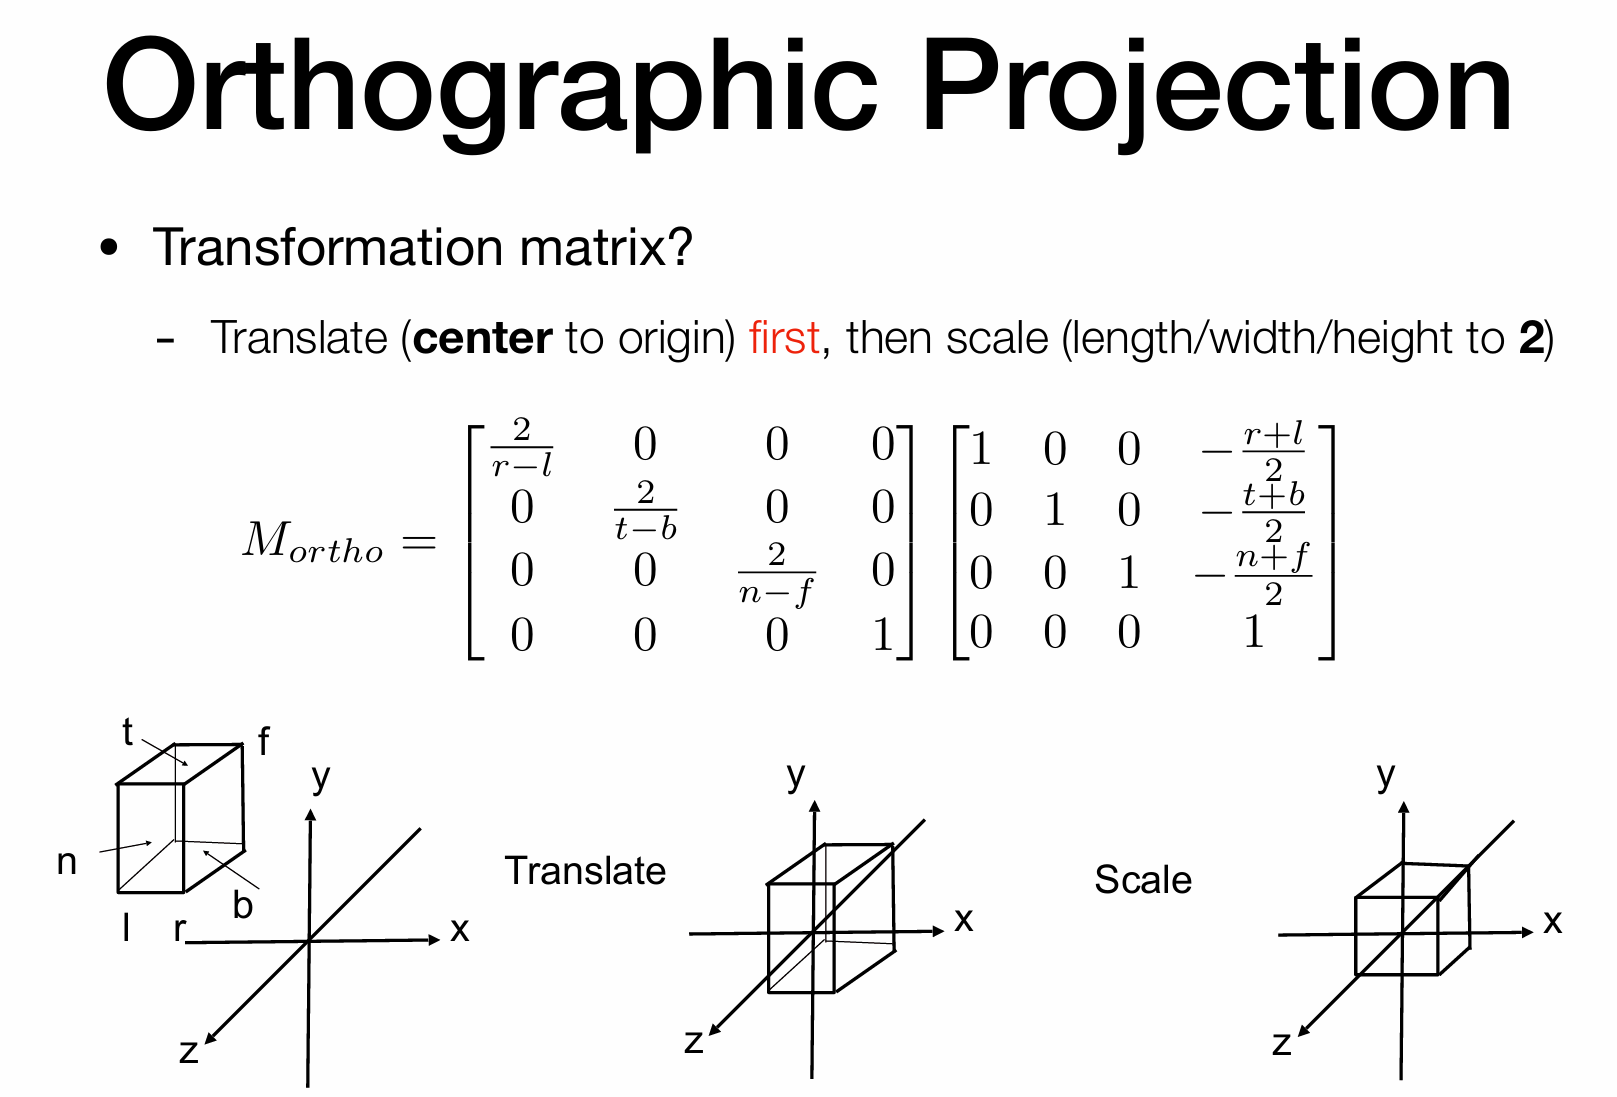 Orthographic Projection
• Transformation matrix?
- Translate (center to origin) first, then scale (length/width/height to 2)
M_{ortho} = \begin{bmatrix} \frac{2}{r-l} & 0 & 0 & 0 \\ 0 & \frac{2}{t-b} & 0 & 0 \\ 0 & 0 & \frac{2}{n-f} & 0 \\ 0 & 0 & 0 & 1 \end{bmatrix} \begin{bmatrix} 1 & 0 & 0 & -\frac{r+l}{2} \\ 0 & 1 & 0 & -\frac{t+b}{2} \\ 0 & 0 & 1 & -\frac{n+f}{2} \\ 0 & 0 & 0 & 1 \end{bmatrix}
t
f
n
b
l
r
y
x
z
Translate
y
x
z
Scale
y
x
z